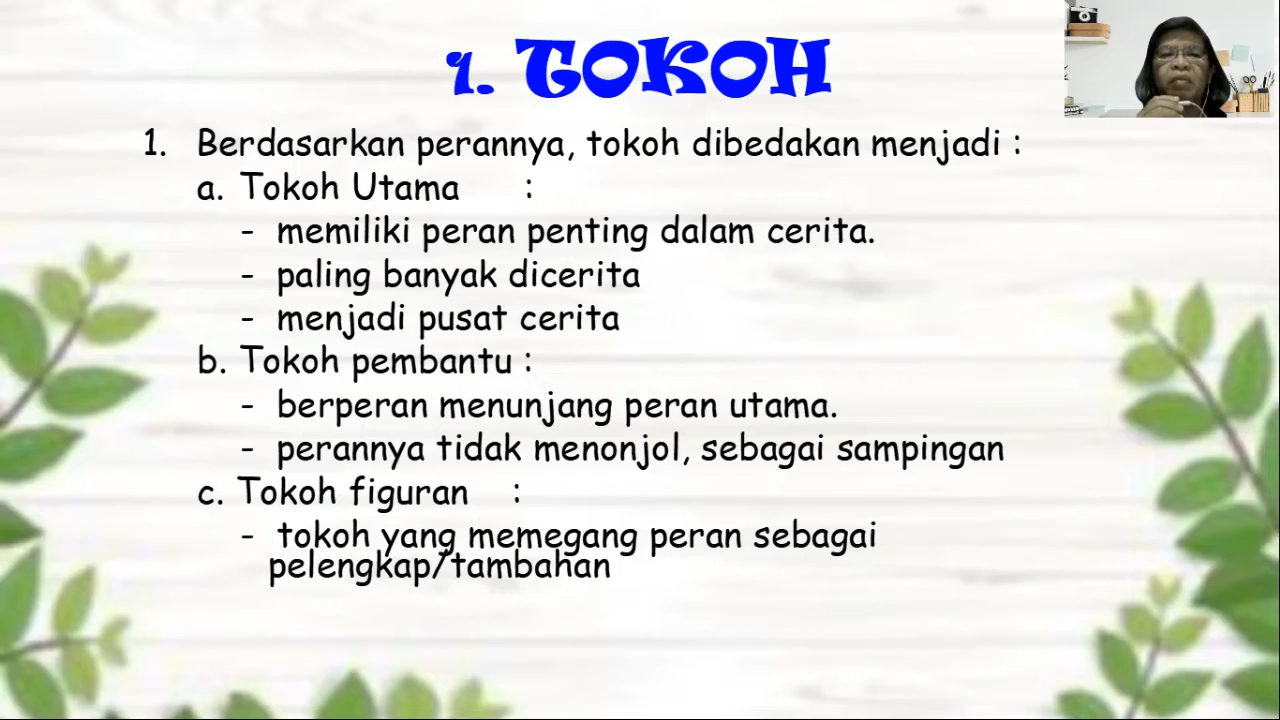 1. TOKOH
1. Berdasarkan perannya, tokoh dibedakan menjadi :
a. Tokoh Utama :
- memiliki peran penting dalam cerita.
- paling banyak dicerita
- menjadi pusat cerita
b. Tokoh pembantu :
- berperan menunjang peran utama.
- perannya tidak menonjol, sebagai sampingan
c. Tokoh figuran :
- tokoh yang memegang peran sebagai
pelengkap/tambahan